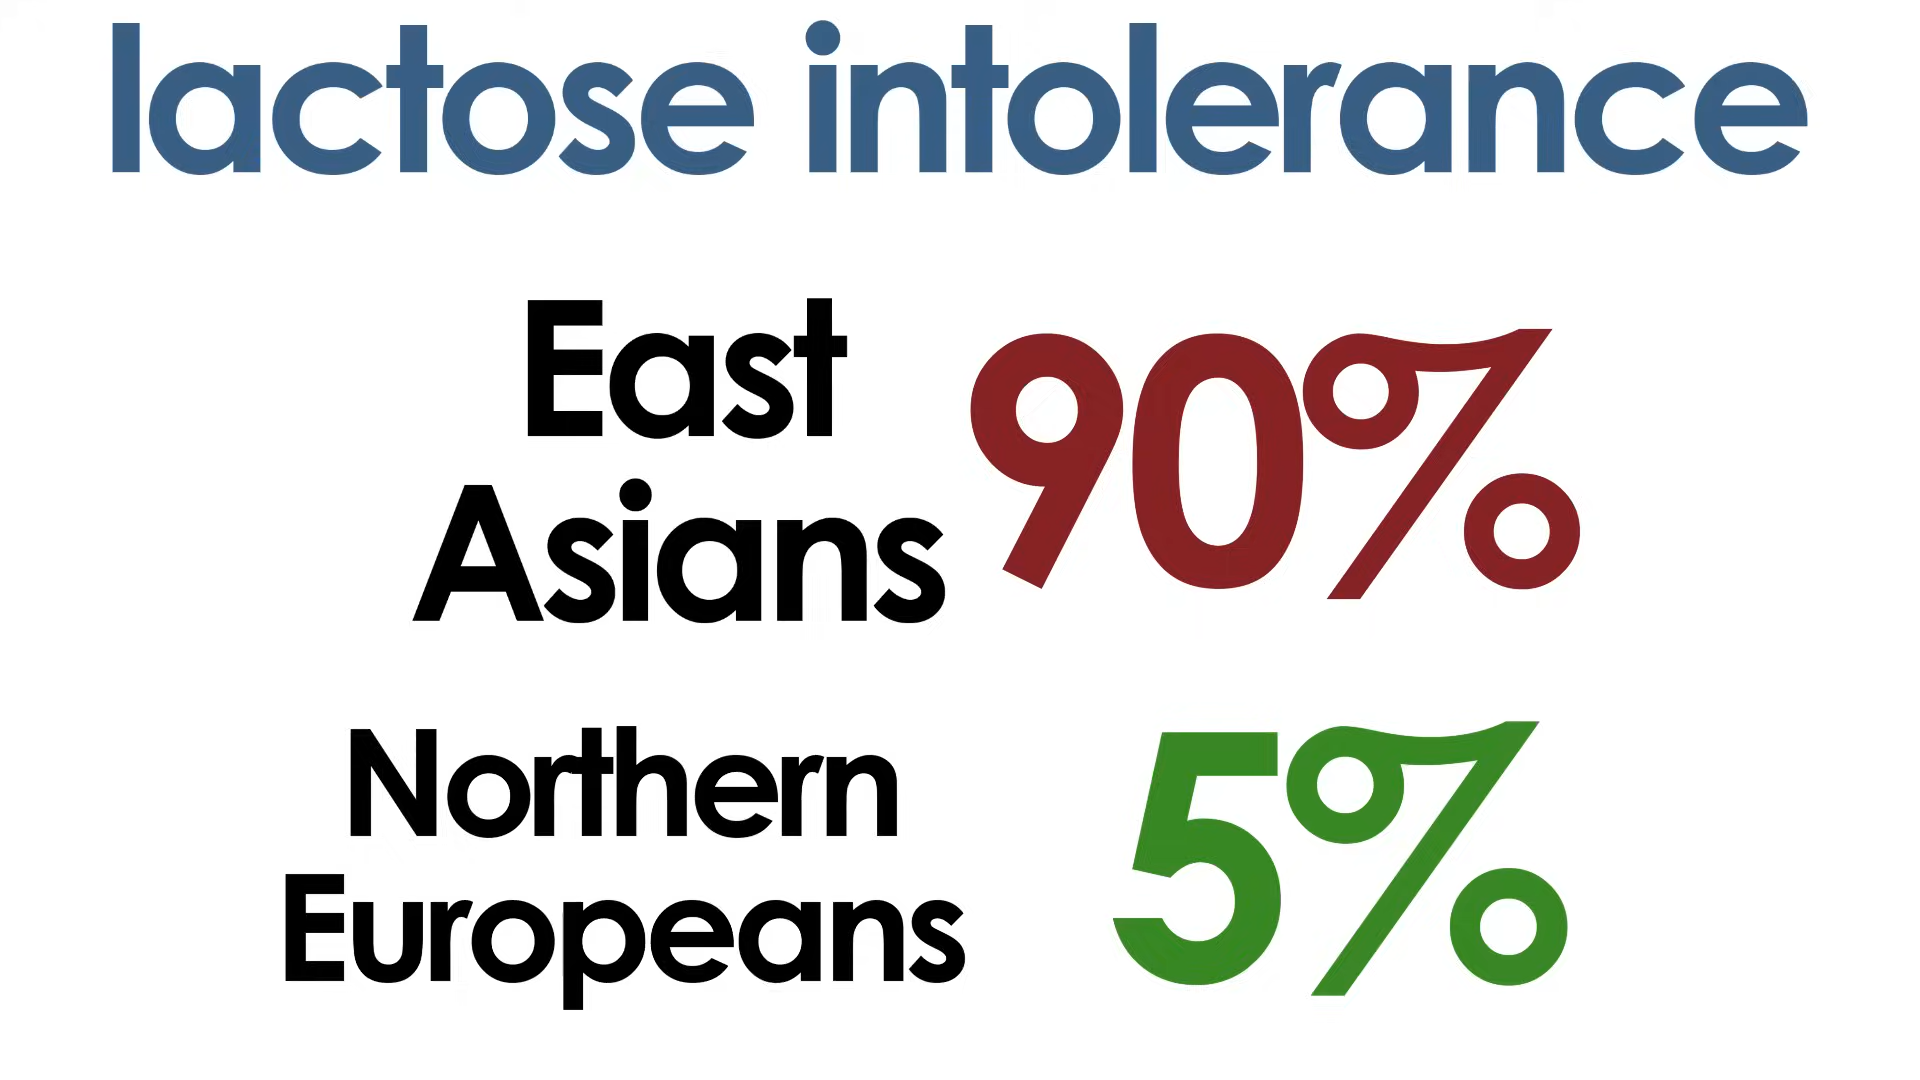 lactose intolerance
East
Asians
90%
Northern
Europeans
5%